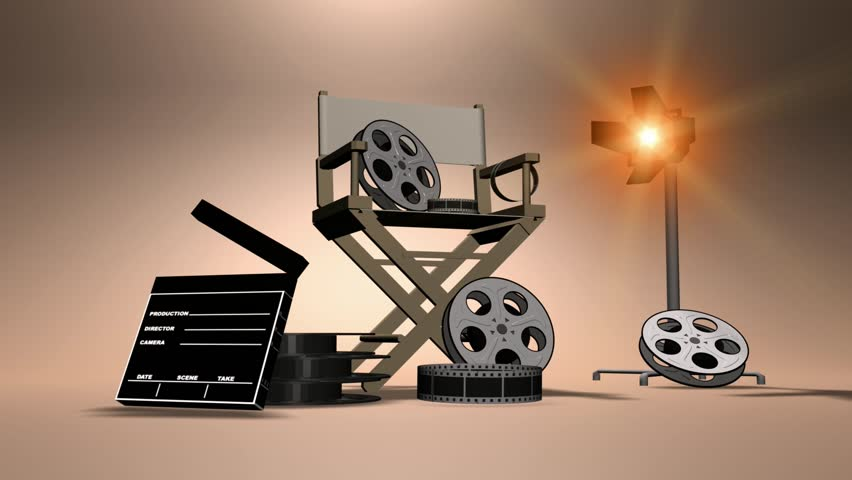 PRODUCTION
DIRECTOR
CAMERA
DATE SCENE TAKE